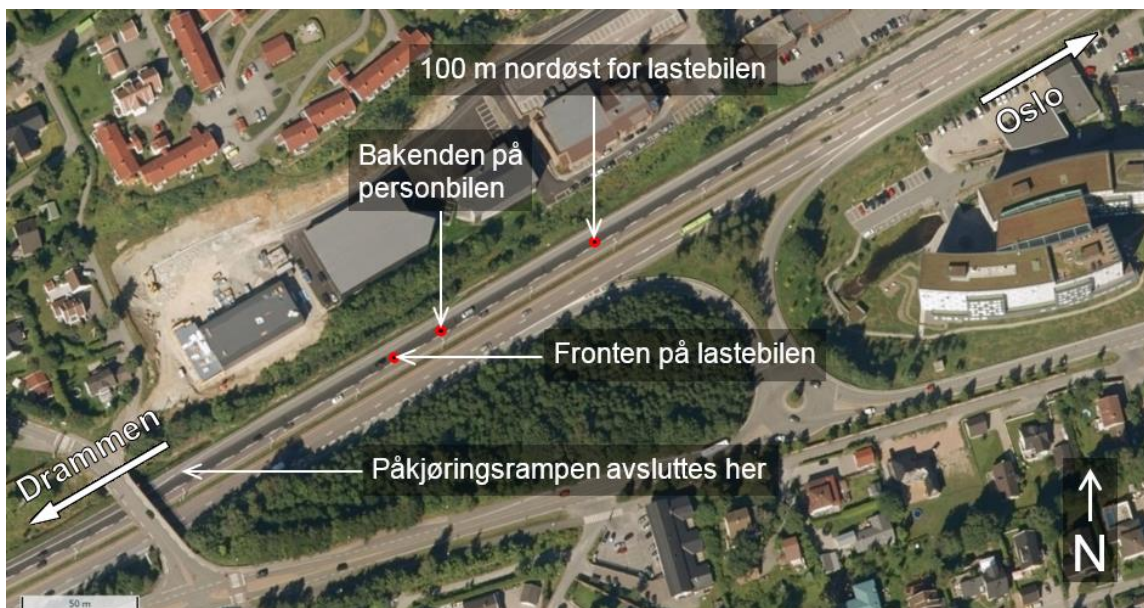 100 m nordøst for lastebilen
Oslo
Bakenden på
personbilen
Fronten på lastebilen
Drammen
Påkjøringsrampen avsluttes her
N
50 m